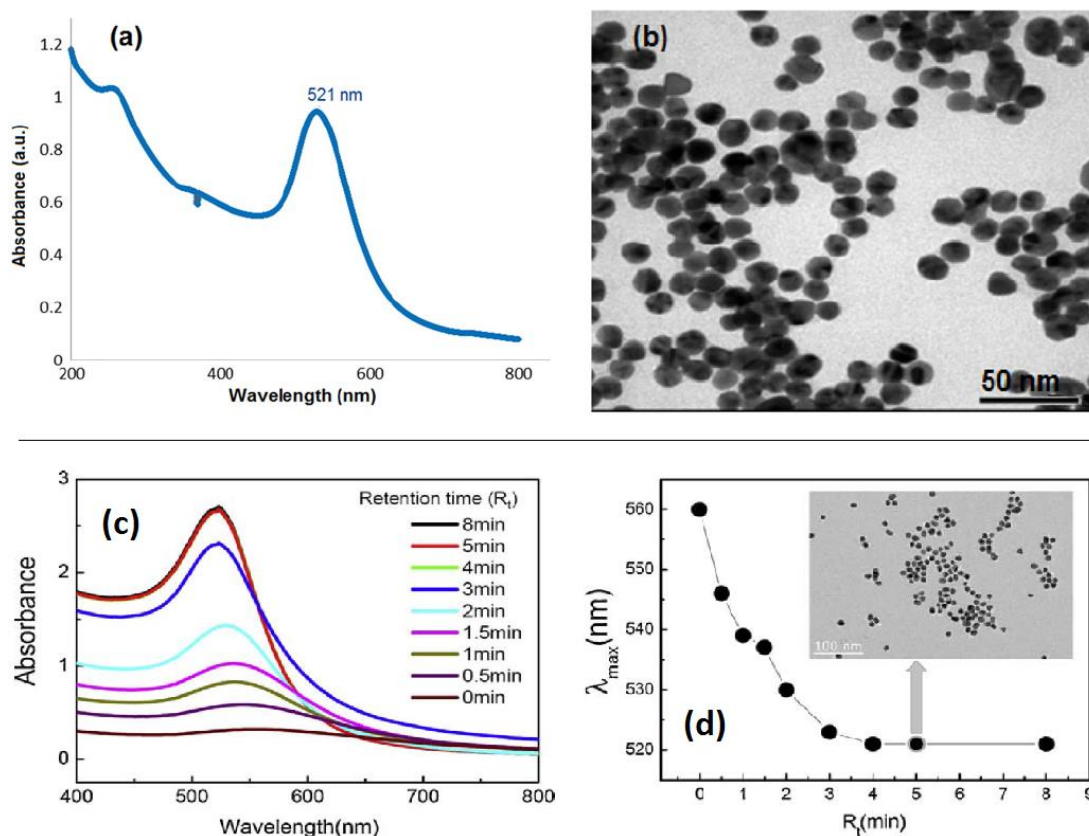 (a)
1.2
1
0.8
0.6
0.4
0.2
0
521 nm
Absorbance (a.u.)
200
400
600
800
Wavelength (nm)
(b)
50 nm
3
2
1
0
Absorbance
(c)
Retention time (Rt)
8min
5min
4min
3min
2min
1.5min
1min
0.5min
0min
400
500
600
700
800
Wavelength(nm)
560
550
540
530
520
λmax(nm)
100 nm
(d)
0
1
2
3
4
5
6
7
8
9
Rt(min)